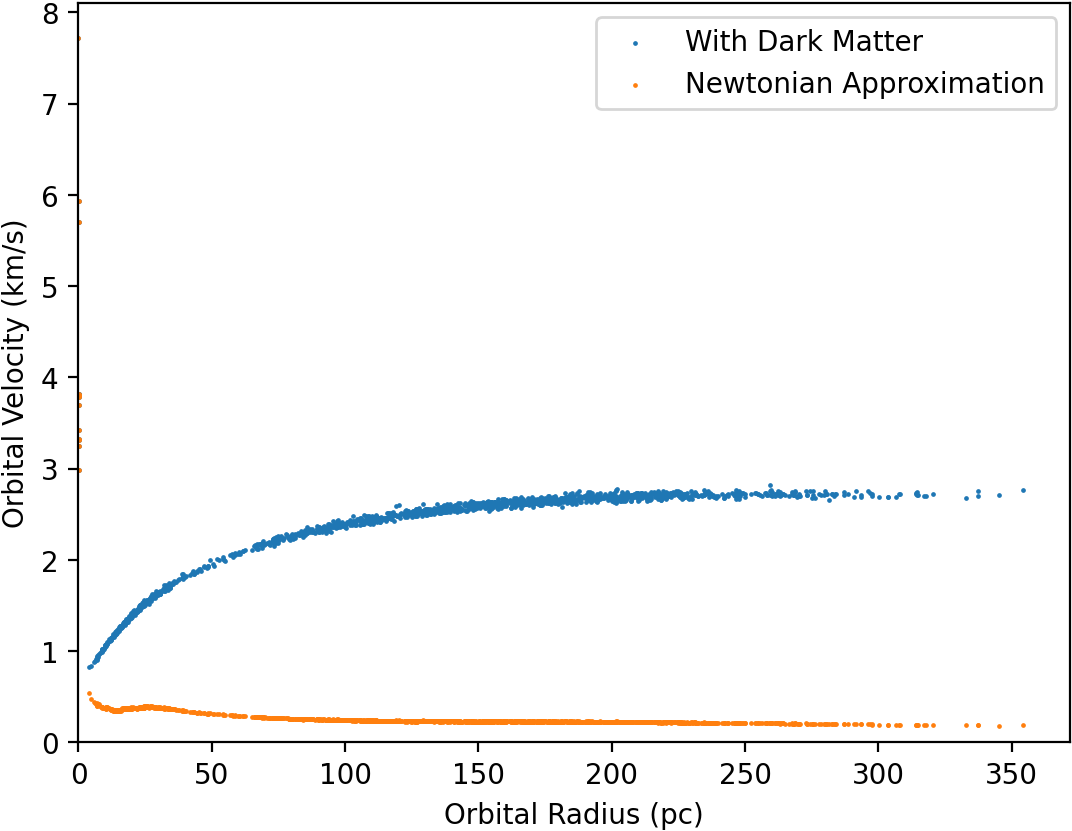 8
7
6
5
4
3
2
1
0
Orbital Velocity (km/s)
With Dark Matter
Newtonian Approximation
0 50 100 150 200 250 300 350
Orbital Radius (pc)